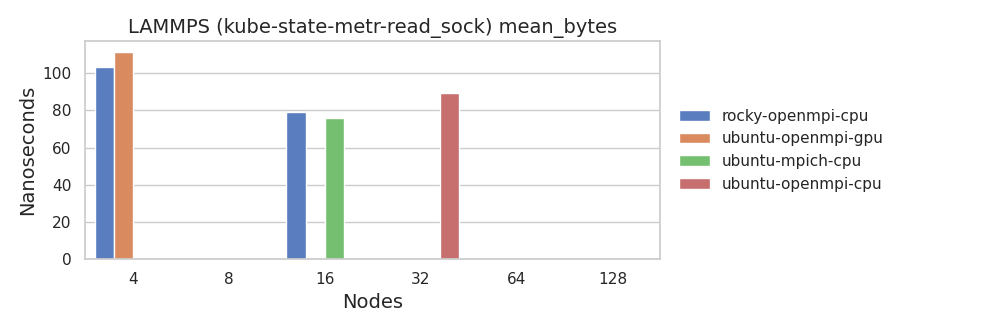 LAMMPS (kube-state-metr-read_sock) mean_bytes
Nanoseconds
100
80
60
40
20
0
4 8 16 32 64 128
Nodes
rocky-openmpi-cpu
ubuntu-openmpi-gpu
ubuntu-mpich-cpu
ubuntu-openmpi-cpu